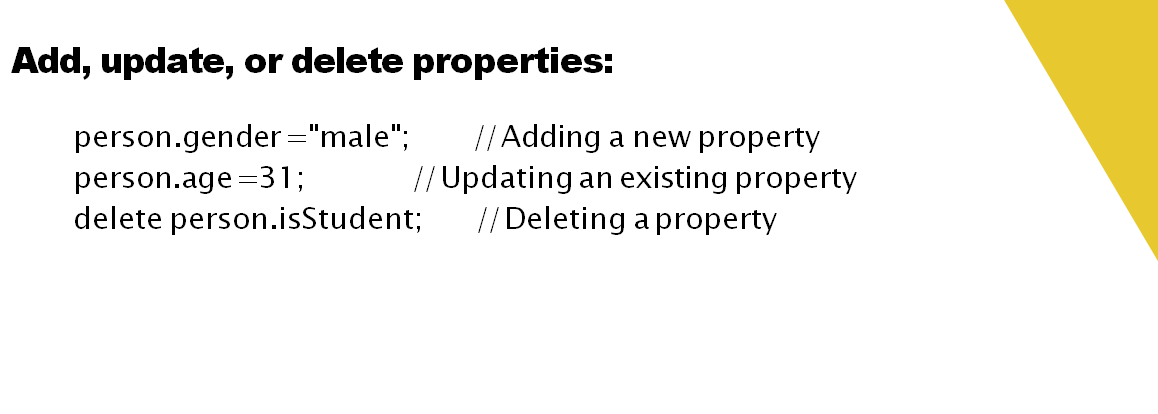 Add, update, or delete properties:
person.gender ="male"; // Adding a new property
person.age =31; // Updating an existing property
delete person.isStudent; // Deleting a property